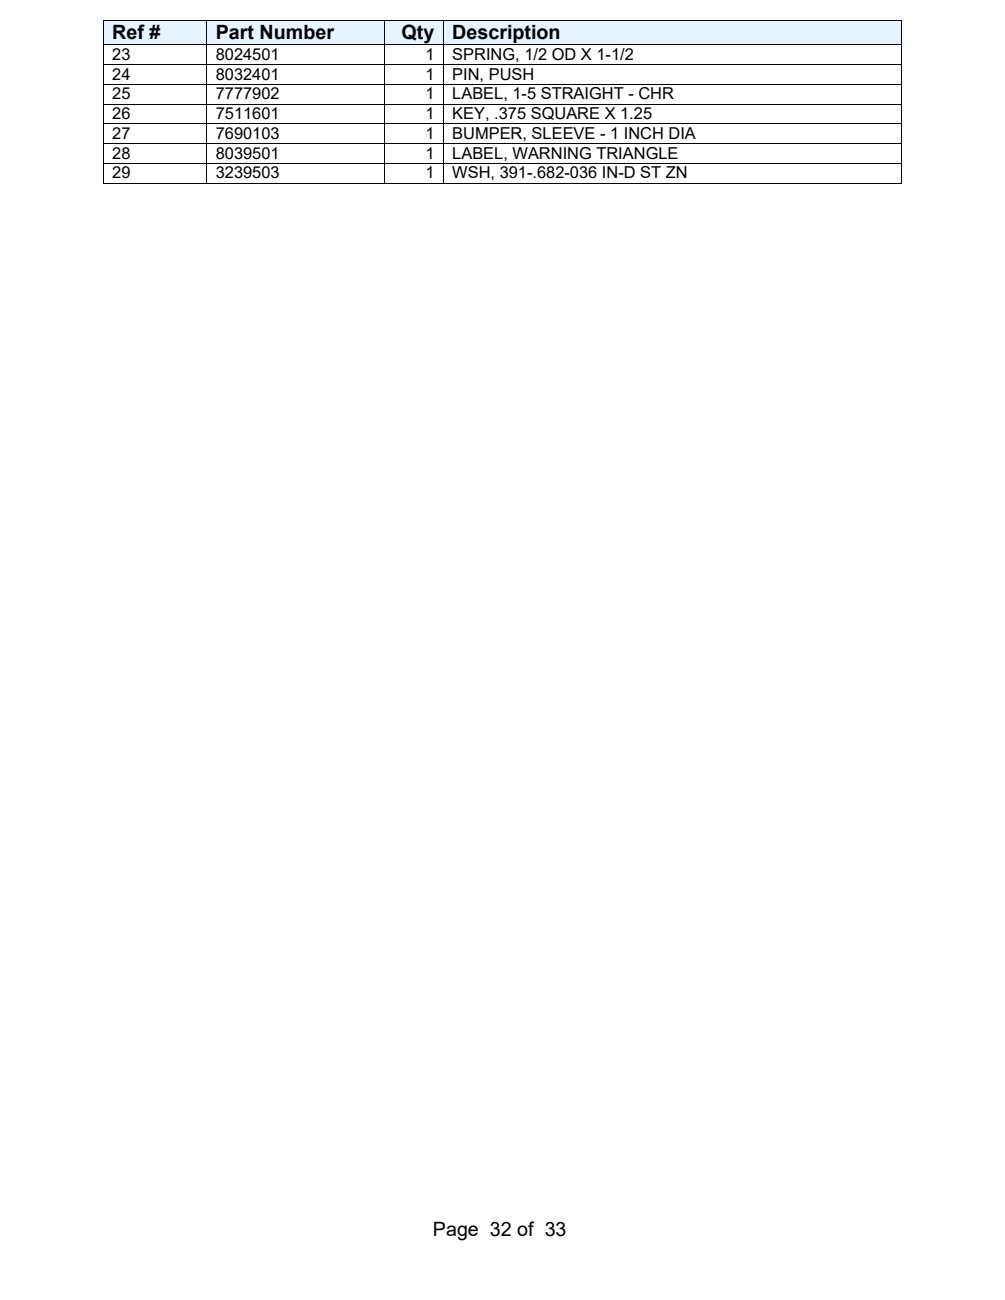 Ref # Part Number Qty Description
23 8024501 1 SPRING, 1/2 OD X 1-1/2
24 8032401 1 PIN, PUSH
25 7777902 1 LABEL, 1-5 STRAIGHT - CHR
26 7511601 1 KEY, .375 SQUARE X 1.25
27 7690103 1 BUMPER, SLEEVE - 1 INCH DIA
28 8039501 1 LABEL, WARNING TRIANGLE
29 3239503 1 WSH, 391-.682-036 IN-D ST ZN
Page 32 of 33